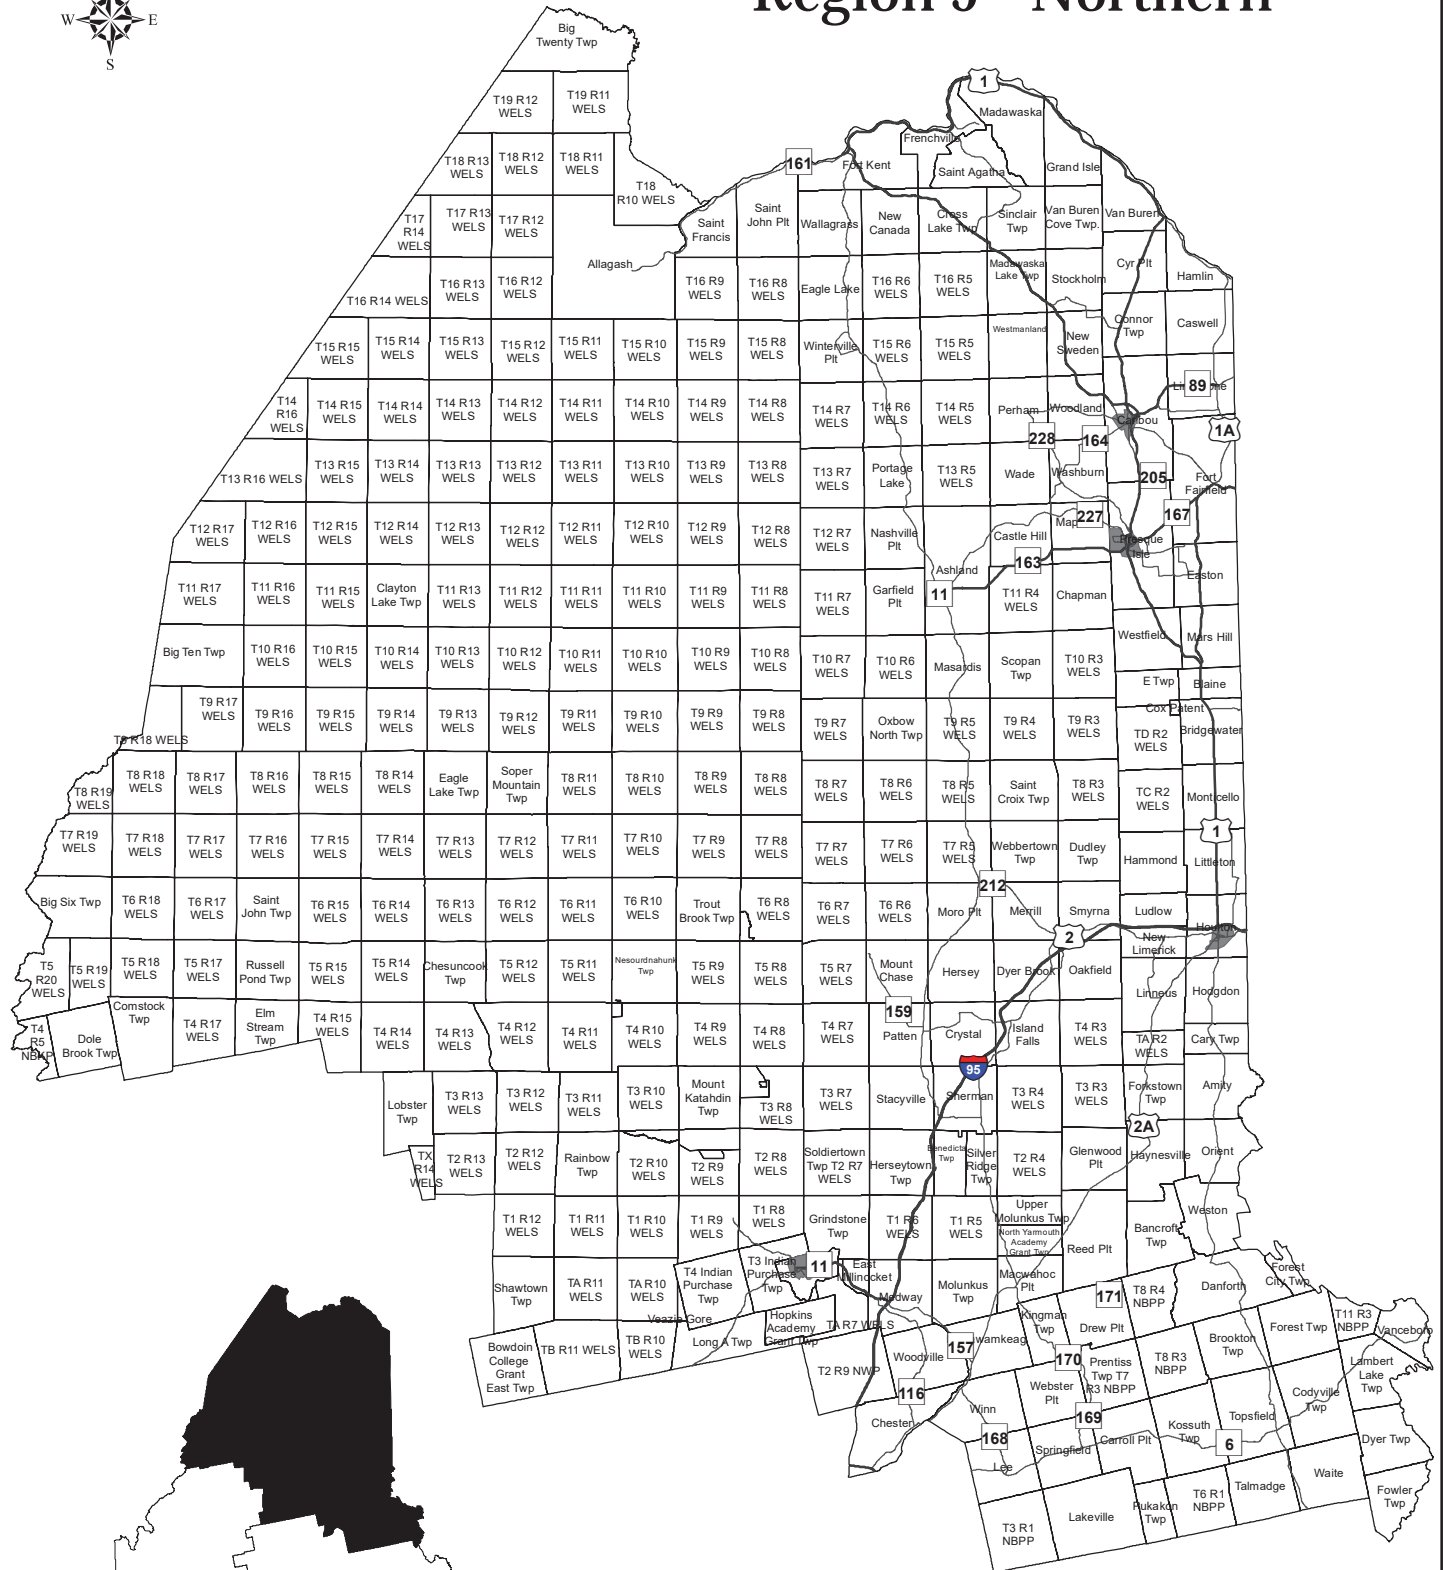 Region 5 - Northern
W
E
S
Big
Twenty Twp
T19 R12
WELS
T19 R11
WELS
1
Madawaska
Frenchville
161
Fort Kent
Saint Agatha
Grand Isle
T18 R13
WELS
T18 R12
WELS
T18 R11
WELS
T18
R10 WELS
T17
R14
WELS
T17 R13
WELS
T17 R12
WELS
Allagash
Saint
Francis
Saint
John Plt
Wallagrass
New
Canada
Cross
Lake Twp
Sinclair
Twp
Van Buren
Cove Twp.
Van Buren
T16 R14 WELS
T16 R13
WELS
T16 R12
WELS
T16 R9
WELS
T16 R8
WELS
Eagle Lake
T16 R6
WELS
T16 R5
WELS
Madawaska
Lake Twp
Stockholm
Cyr Plt
Hamlin
T15 R15
WELS
T15 R14
WELS
T15 R13
WELS
T15 R12
WELS
T15 R11
WELS
T15 R10
WELS
T15 R9
WELS
T15 R8
WELS
Winterville
Plt
T15 R6
WELS
T15 R5
WELS
Westmanland
New
Sweden
Connor
Twp
Caswell
T14
R16
WELS
T14 R15
WELS
T14 R14
WELS
T14 R13
WELS
T14 R12
WELS
T14 R11
WELS
T14 R10
WELS
T14 R9
WELS
T14 R8
WELS
T14 R7
WELS
T14 R6
WELS
T14 R5
WELS
Perham
Woodland
Caribou
89
1A
228
164
T13 R16 WELS
T13 R15
WELS
T13 R14
WELS
T13 R13
WELS
T13 R12
WELS
T13 R11
WELS
T13 R10
WELS
T13 R9
WELS
T13 R8
WELS
T13 R7
WELS
Portage
Lake
T13 R5
WELS
Wade
Washburn
205
Fort
Fairfield
T12 R17
WELS
T12 R16
WELS
T12 R15
WELS
T12 R14
WELS
T12 R13
WELS
T12 R12
WELS
T12 R11
WELS
T12 R10
WELS
T12 R9
WELS
T12 R8
WELS
T12 R7
WELS
Nashville
Plt
Ashland
Castle Hill
227
167
Presque
Isle
163
11
Easton
T11 R17
WELS
T11 R16
WELS
T11 R15
WELS
Clayton
Lake Twp
T11 R13
WELS
T11 R12
WELS
T11 R11
WELS
T11 R10
WELS
T11 R9
WELS
T11 R8
WELS
T11 R7
WELS
Garfield
Plt
T11 R4
WELS
Chapman
Westfield
Mars Hill
Big Ten Twp
T10 R16
WELS
T10 R15
WELS
T10 R14
WELS
T10 R13
WELS
T10 R12
WELS
T10 R11
WELS
T10 R10
WELS
T10 R9
WELS
T10 R8
WELS
T10 R7
WELS
T10 R6
WELS
Masardis
Scopan
Twp
T10 R3
WELS
E Twp
Blaine
T9 R18 WELS
T9 R17
WELS
T9 R16
WELS
T9 R15
WELS
T9 R14
WELS
T9 R13
WELS
T9 R12
WELS
T9 R11
WELS
T9 R10
WELS
T9 R9
WELS
T9 R8
WELS
T9 R7
WELS
Oxbow
North Twp
T9 R5
WELS
T9 R4
WELS
T9 R3
WELS
Cox Patent
TD R2
WELS
Bridgewater
T8 R19
WELS
T8 R18
WELS
T8 R17
WELS
T8 R16
WELS
T8 R15
WELS
T8 R14
WELS
Eagle
Lake Twp
Soper
Mountain
Twp
T8 R11
WELS
T8 R10
WELS
T8 R9
WELS
T8 R8
WELS
T8 R7
WELS
T8 R6
WELS
T8 R5
WELS
Saint
Croix Twp
T8 R3
WELS
TC R2
WELS
Monticello
T7 R19
WELS
T7 R18
WELS
T7 R17
WELS
T7 R16
WELS
T7 R15
WELS
T7 R14
WELS
T7 R13
WELS
T7 R12
WELS
T7 R11
WELS
T7 R10
WELS
T7 R9
WELS
T7 R8
WELS
T7 R7
WELS
T7 R6
WELS
T7 R5
WELS
Webbertown
Twp
Dudley
Twp
Hammond
1
Littleton
212
Big Six Twp
T6 R18
WELS
T6 R17
WELS
Saint
John Twp
T6 R15
WELS
T6 R14
WELS
T6 R13
WELS
T6 R12
WELS
T6 R11
WELS
T6 R10
WELS
Trout
Brook Twp
T6 R8
WELS
T6 R7
WELS
T6 R6
WELS
Moro Plt
Merrill
Smyrna
Ludlow
2
Houlton
New
Limerick
T5
R20
WELS
T5 R19
WELS
T5 R18
WELS
T5 R17
WELS
Russell
Pond Twp
T5 R15
WELS
T5 R14
WELS
Chesuncook
Twp
T5 R12
WELS
T5 R11
WELS
Nesourdnahunk
Twp
T5 R9
WELS
T5 R8
WELS
T5 R7
WELS
Mount
Chase
Hersey
Dyer Brook
Oakfield
Linneus
Hodgdon
T4
R5
NBKP
Dole
Brook Twp
Comstock
Twp
T4 R17
WELS
Elm
Stream
Twp
T4 R15
WELS
T4 R14
WELS
T4 R13
WELS
T4 R12
WELS
T4 R11
WELS
T4 R10
WELS
T4 R9
WELS
T4 R8
WELS
T4 R7
WELS
159
Patten
Crystal
Island
Falls
T4 R3
WELS
TA R2
WELS
Cary Twp
95
Lobster
Twp
T3 R13
WELS
T3 R12
WELS
T3 R11
WELS
T3 R10
WELS
Mount
Katahdin
Twp
T3 R8
WELS
T3 R7
WELS
Stacyville
Sherman
T3 R4
WELS
T3 R3
WELS
Forkstown
Twp
Amity
2A
TX
R14
WELS
T2 R13
WELS
T2 R12
WELS
Rainbow
Twp
T2 R10
WELS
T2 R9
WELS
T2 R8
WELS
Soldiertown
Twp T2 R7
WELS
Herseytown
Twp
Benedicta
Twp
Silver
Ridge
Twp
T2 R4
WELS
Glenwood
Plt
Haynesville
Orient
T1 R12
WELS
T1 R11
WELS
T1 R10
WELS
T1 R9
WELS
T1 R8
WELS
Grindstone
Twp
T1 R6
WELS
T1 R5
WELS
Upper
Molunkus Twp
North Yarmouth
Academy
Grant Twp
Reed Plt
Bancroft
Twp
Weston
Shawtown
Twp
TA R11
WELS
TA R10
WELS
T4 Indian
Purchase
Twp
T3 Indian
Purchase
Twp
11
East
Millinocket
Medway
Molunkus
Twp
Macwahoc
Plt
171
T8 R4
NBPP
Danforth
Forest
City Twp
Veazie Gore
Hopkins
Academy
Grant Twp
TA R7 WELS
Kingman
Twp
Drew Plt
Brookton
Twp
Forest Twp
T11 R3
NBPP
Vanceboro
Bowdoin
College
Grant
East Twp
TB R11 WELS
TB R10
WELS
Long A Twp
T2 R9 NWP
Woodville
157
170
Prentiss
Twp T7
R3 NBPP
T8 R3
NBPP
Lambert
Lake
Twp
116
Webster
Plt
Codyville
Twp
Chester
Winn
169
Carroll Plt
Kossuth
Twp
Topsfield
6
168
Lee
Springfield
Dyer Twp
T3 R1
NBPP
Lakeville
Pukakon
Twp
T6 R1
NBPP
Talmadge
Waite
Fowler
Twp